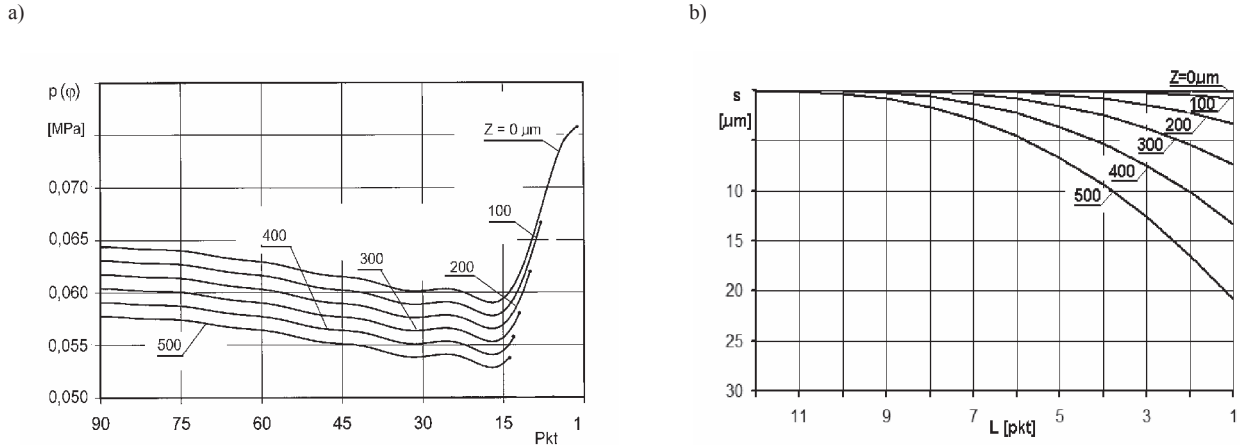 a)
p (φ)
[MPa]
0,070
0,065
0,060
0,055
0,050
Z = 0 µm
100
200
300
400
500
90 75 60 45 30 15 1
Pkt
b)
s
[µm]
10
15
20
25
30
Z=0µm
100
200
300
400
500
11 9 7 5 3 1
L [pkt]